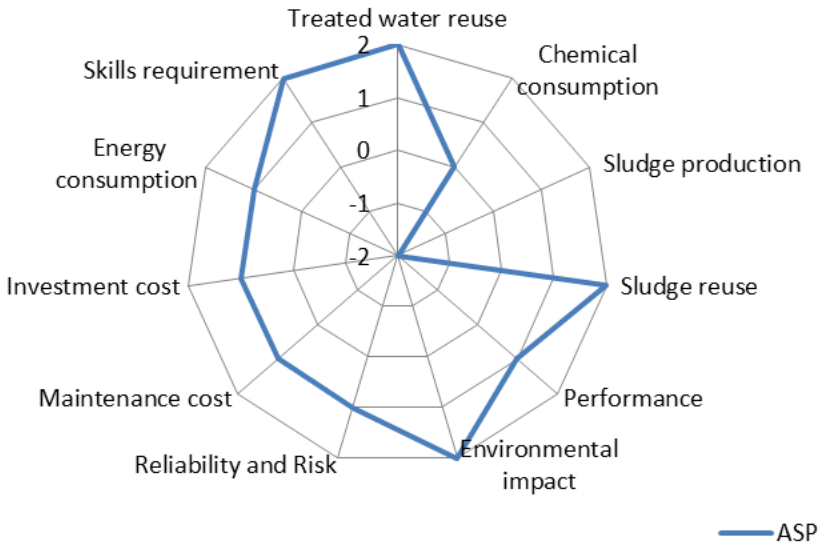 Treated water reuse
2
1
0
-1
-2
Chemical
consumption
Sludge production
Sludge reuse
Performance
Environmental
impact
Reliability and Risk
Maintenance cost
Investment cost
Energy
consumption
Skills requirement
ASP